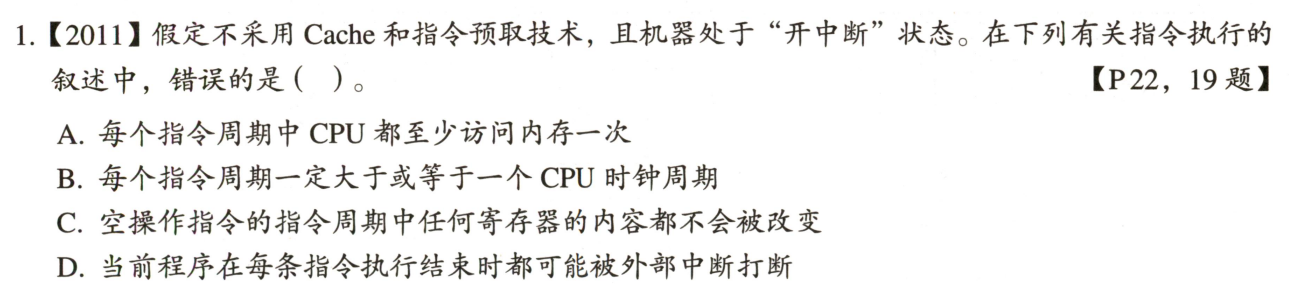 1.【2011】假定不采用 Cache 和指令预取技术，且机器处于“开中断”状态。在下列有关指令执行的
叙述中，错误的是（ ）。 【P22，19 题】
A. 每个指令周期中 CPU 都至少访问内存一次
B. 每个指令周期一定大于或等于一个 CPU 时钟周期
C. 空操作指令的指令周期中任何寄存器的内容都不会被改变
D. 当前程序在每条指令执行结束时都可能被外部中断打断